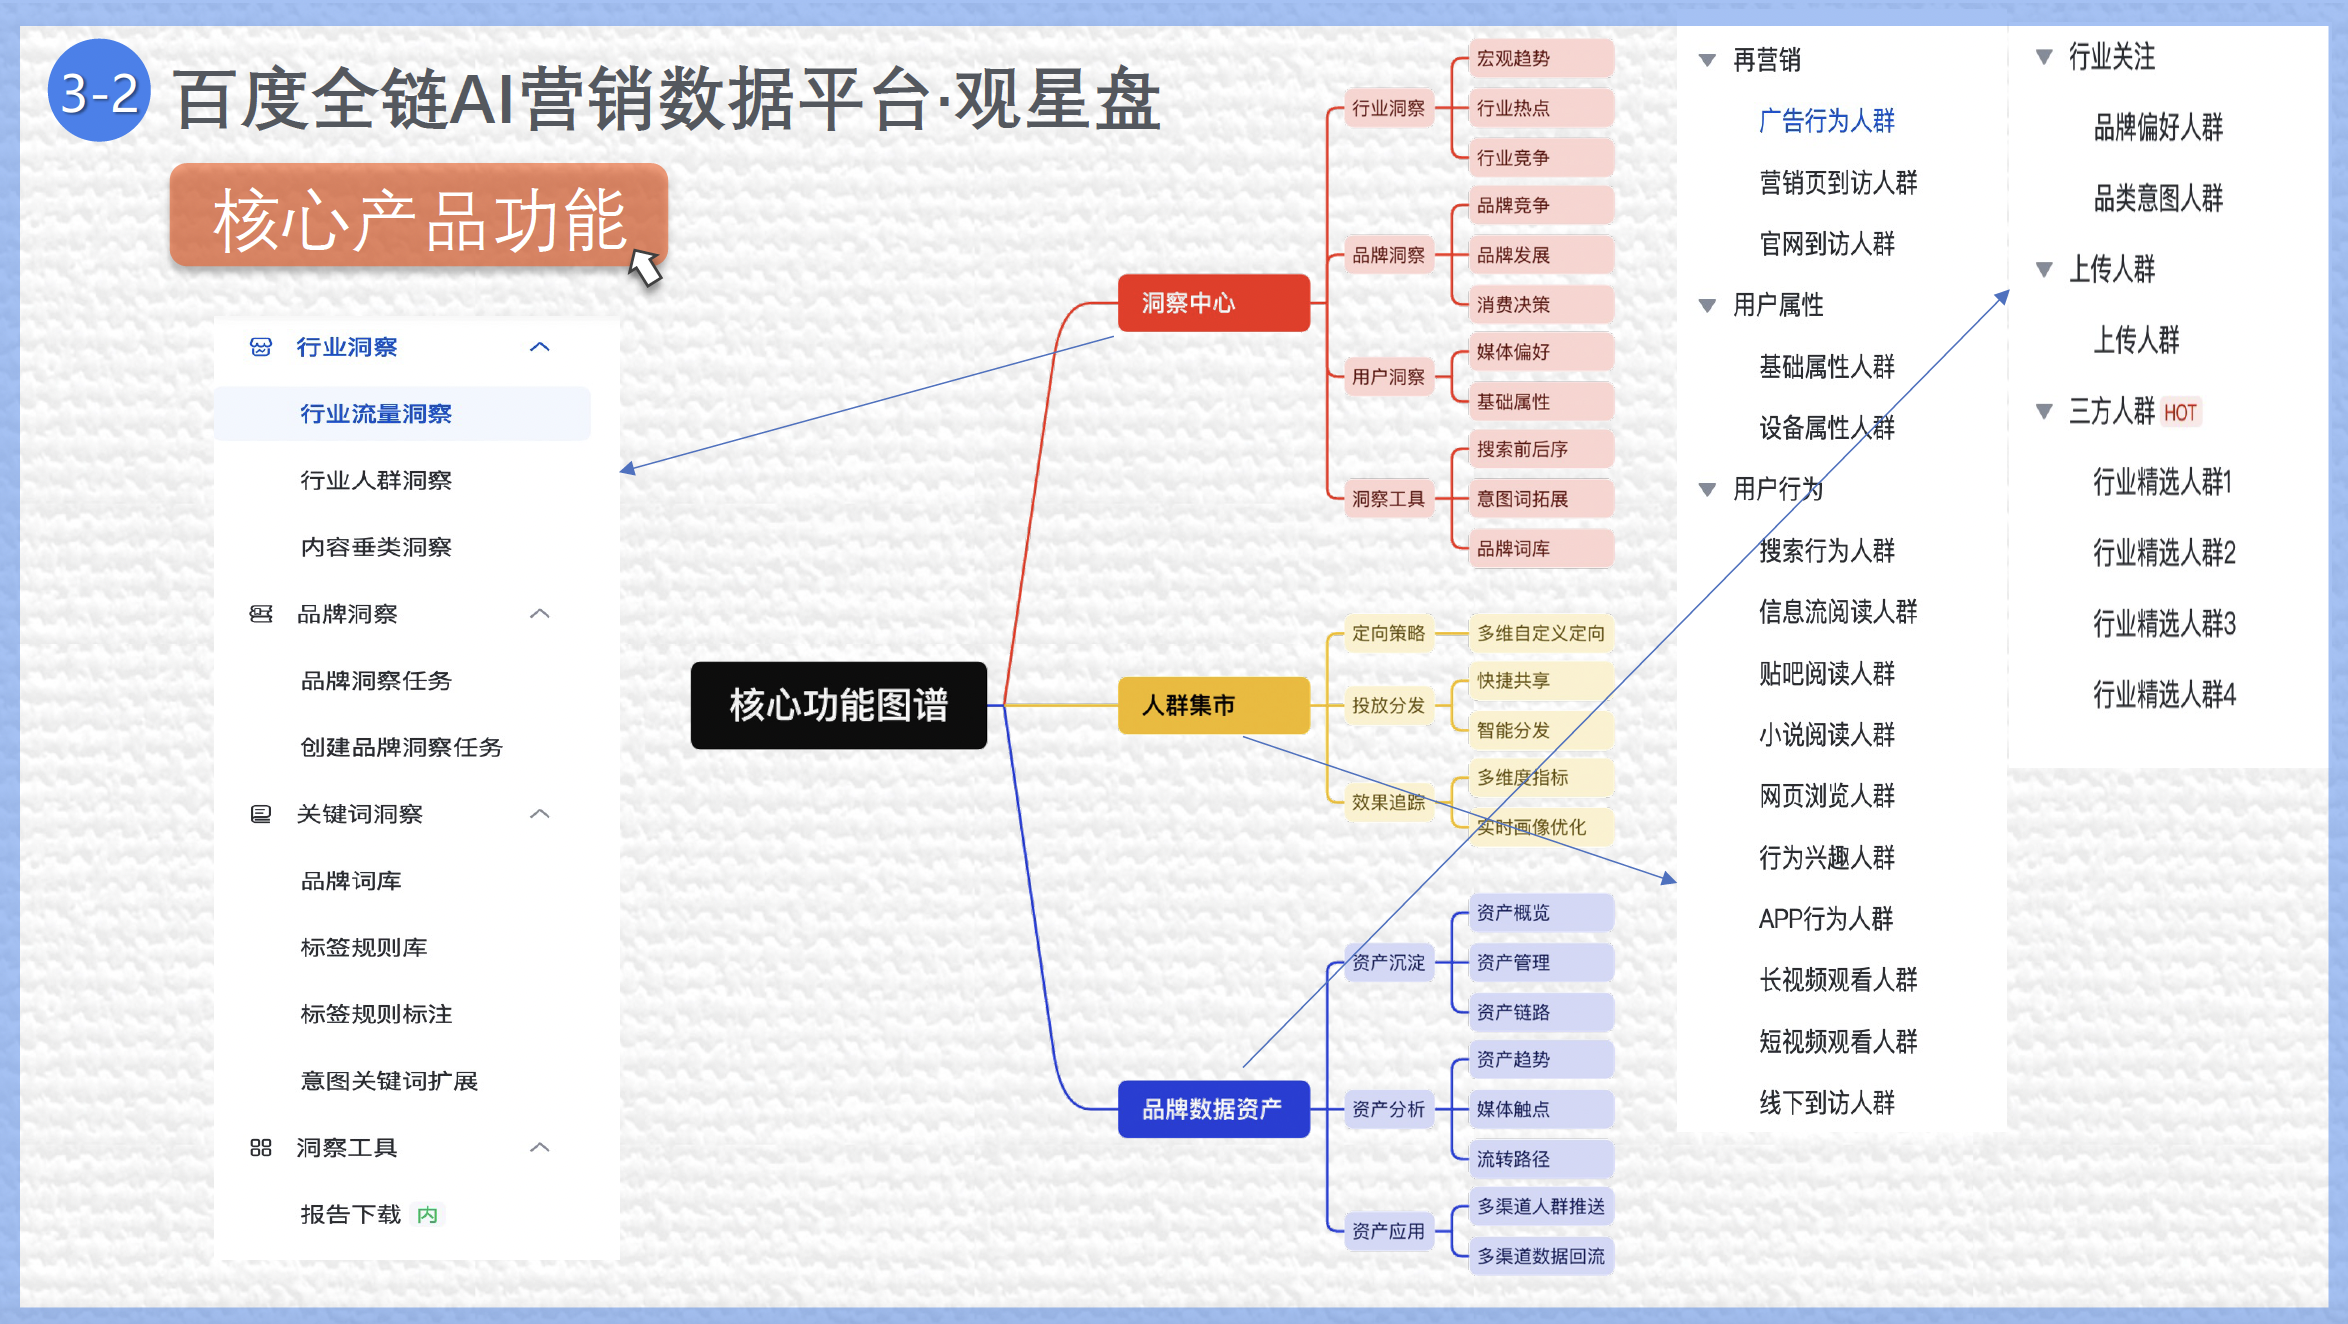 3-2
百度全链AI营销数据平台·观星盘
核心产品功能
行业洞察
行业流量洞察
行业人群洞察
内容垂类洞察
品牌洞察
品牌洞察任务
创建品牌洞察任务
关键词洞察
品牌词库
标签规则库
标签规则标注
意图关键词扩展
洞察工具
报告下载 内
核心功能图谱
洞察中心
行业洞察
宏观趋势
行业热点
行业竞争
品牌洞察
品牌竞争
品牌发展
消费决策
用户洞察
媒体偏好
基础属性
洞察工具
搜索前后序
意图词拓展
品牌词库
人群集市
定向策略
多维自定义定向
投放分发
快捷共享
智能分发
效果追踪
多维度指标
实时画像优化
品牌数据资产
资产沉淀
资产概览
资产管理
资产链路
资产分析
资产趋势
媒体触点
流转路径
资产应用
多渠道人群推送
多渠道数据回流
再营销
广告行为人群
营销页到访人群
官网到访人群
用户属性
基础属性人群
设备属性人群
用户行为
搜索行为人群
信息流阅读人群
贴吧阅读人群
小说阅读人群
网页浏览人群
行为兴趣人群
APP行为人群
长视频观看人群
短视频观看人群
线下到访人群
行业关注
品牌偏好人群
品类意图人群
上传人群
上传人群
三方人群 HOT
行业精选人群1
行业精选人群2
行业精选人群3
行业精选人群4